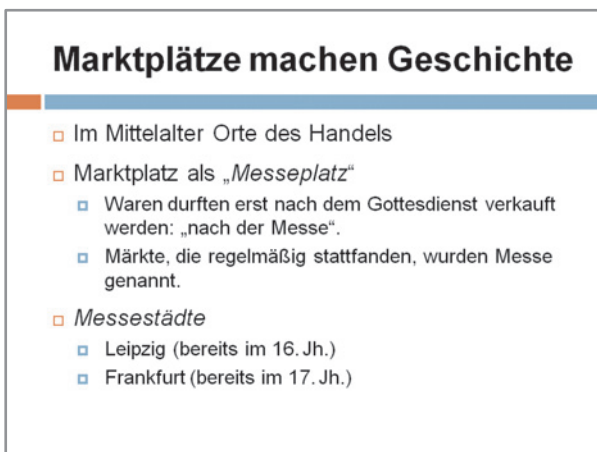 Marktplätze machen Geschichte
Im Mittelalter Orte des Handels
Marktplatz als „Messeplatz“
Waren durften erst nach dem Gottesdienst verkauft
werden: „nach der Messe“.
Märkte, die regelmäßig stattfanden, wurden Messe
genannt.
Messestädte
Leipzig (bereits im 16. Jh.)
Frankfurt (bereits im 17. Jh.)